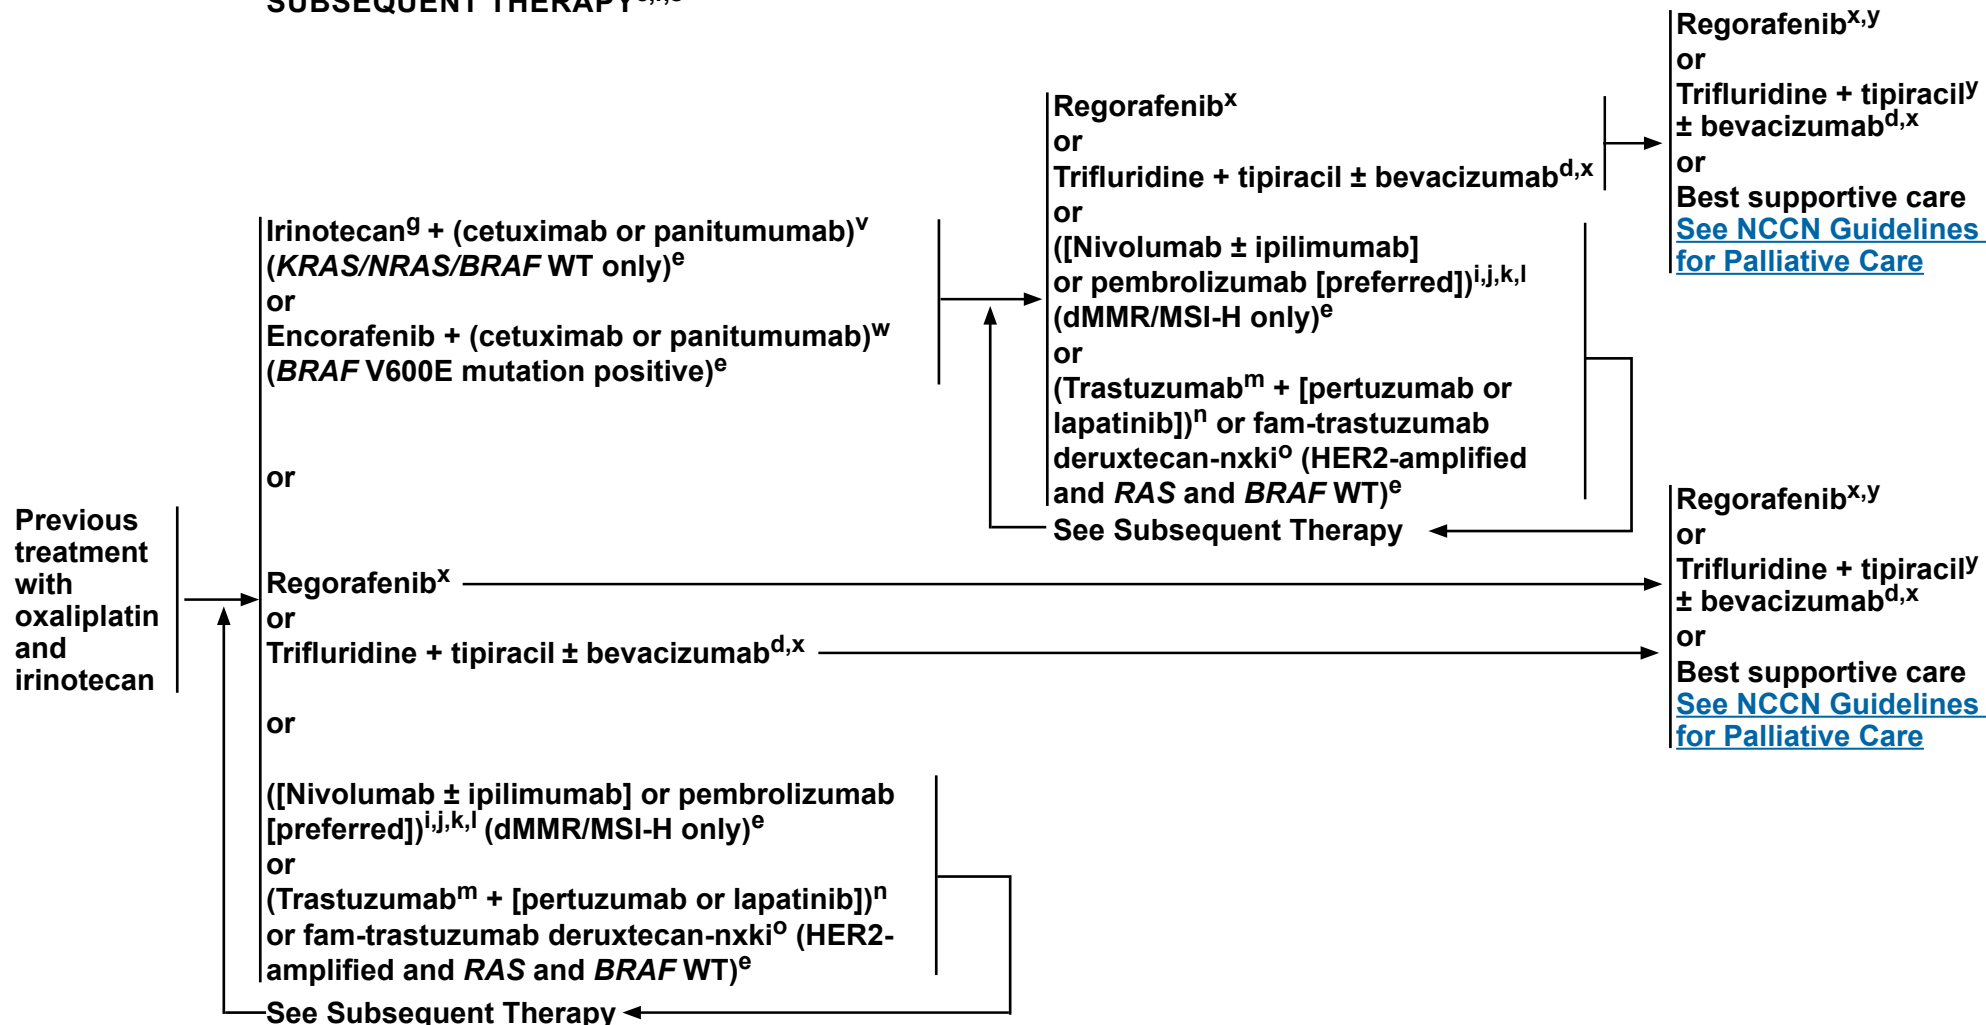 SUBSEQUENT THERAPY
Previous
treatment
with
oxaliplatin
and
irinotecan
Irinotecang + (cetuximab or panitumumab)v
(KRAS/NRAS/BRAF WT only)e
or
Encorafenib + (cetuximab or panitumumab)w
(BRAF V600E mutation positive)e
or
Regorafenibx
or
Trifluridine + tipiracil ± bevacizumabd,x
or
([Nivolumab ± ipilimumab] or pembrolizumab
[preferred])i,j,k,l (dMMR/MSI-H only)e
or
(Trastuzumabm + [pertuzumab or lapatinib])n
or fam-trastuzumab deruxtecan-nxkio (HER2-
amplified and RAS and BRAF WT)e
See Subsequent Therapy
Regorafenibx
or
Trifluridine + tipiracil ± bevacizumabd,x
or
([Nivolumab ± ipilimumab]
or pembrolizumab [preferred])i,j,k,l
(dMMR/MSI-H only)e
or
(Trastuzumabm + [pertuzumab or
lapatinib])n or fam-trastuzumab
deruxtecan-nxkio (HER2-amplified
and RAS and BRAF WT)e
See Subsequent Therapy
Regorafenibx,y
or
Trifluridine + tipiracily
± bevacizumabd,x
or
Best supportive care
See NCCN Guidelines
for Palliative Care
Regorafenibx,y
or
Trifluridine + tipiracily
± bevacizumabd,x
or
Best supportive care
See NCCN Guidelines
for Palliative Care